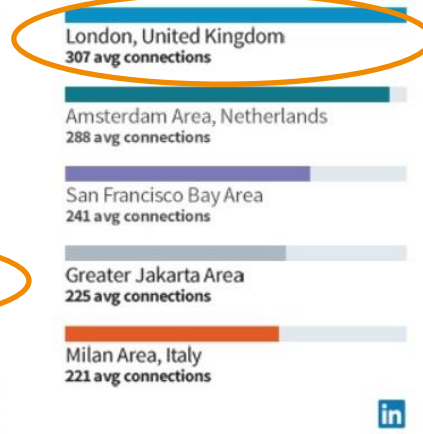 London, United Kingdom
307 avg connections
Amsterdam Area, Netherlands
288 avg connections
San Francisco Bay Area
241 avg connections
Greater Jakarta Area
225 avg connections
Milan Area, Italy
221 avg connections
in